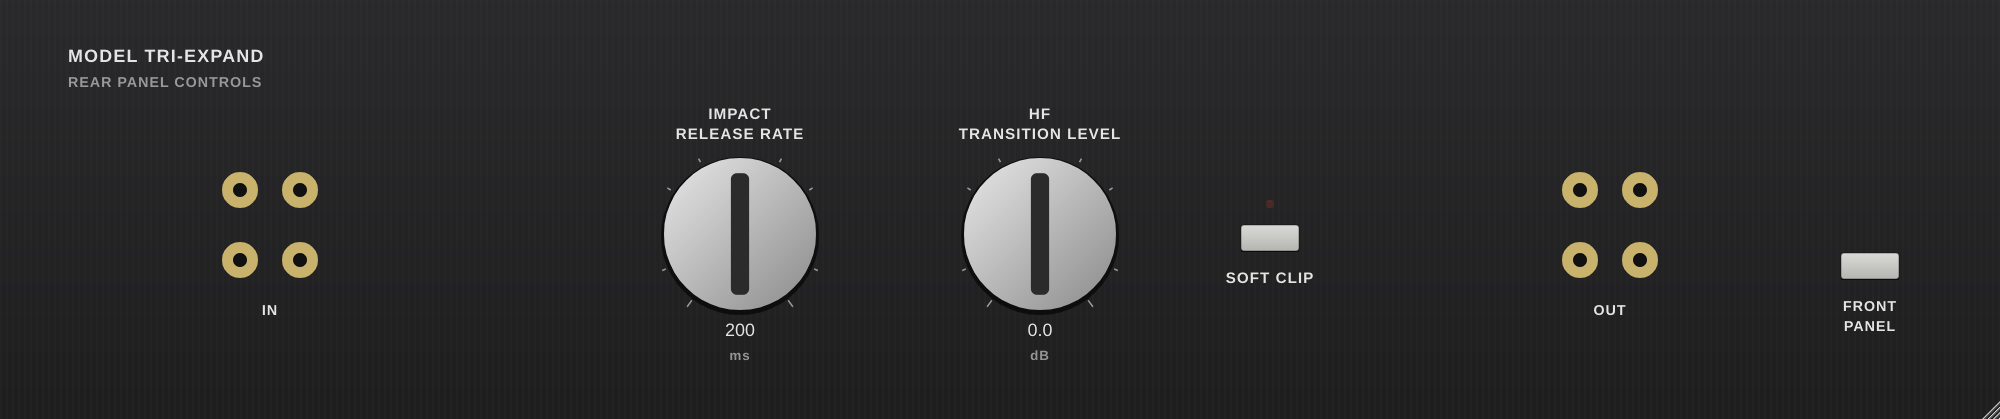 MODEL TRI-EXPAND
REAR PANEL CONTROLS
IN
IMPACT
RELEASE RATE
200
ms
HF
TRANSITION LEVEL
0.0
dB
SOFT CLIP
OUT
FRONT
PANEL